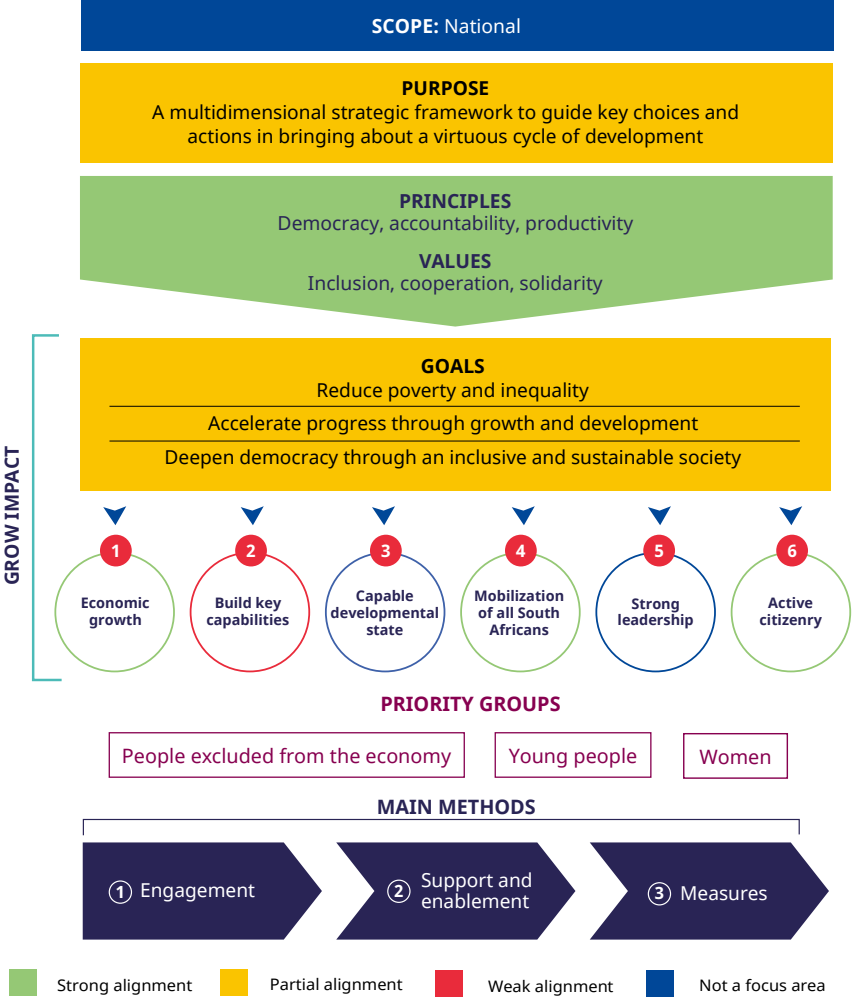 SCOPE: National
PURPOSE
A multidimensional strategic framework to guide key choices and
actions in bringing about a virtuous cycle of development
PRINCIPLES
Democracy, accountability, productivity
VALUES
Inclusion, cooperation, solidarity
GROW IMPACT
GOALS
Reduce poverty and inequality
Accelerate progress through growth and development
Deepen democracy through an inclusive and sustainable society
1
Economic
growth
2
Build key
capabilities
3
Capable
developmental
state
4
Mobilization
of all South
Africans
5
Strong
leadership
6
Active
citizenry
PRIORITY GROUPS
People excluded from the economy
Young people
Women
MAIN METHODS
1 Engagement
2 Support and
enablement
3 Measures
Strong alignment
Partial alignment
Weak alignment
Not a focus area